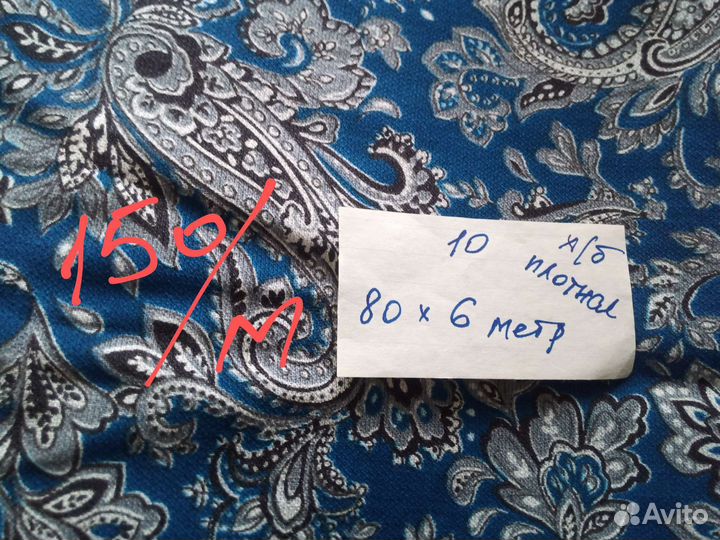 150/м
10 х/б
плотная
80 х 6 метр
Avito